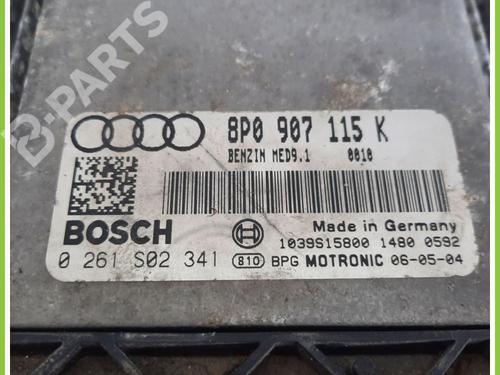 B-PARTS
8P0 907 115 K
BENZIN MED9.1 0010
BOSCH
Made in Germany
1039S15800 1480 0592
0 261 S02 341 810 BPG MOTRONIC 06-05-04